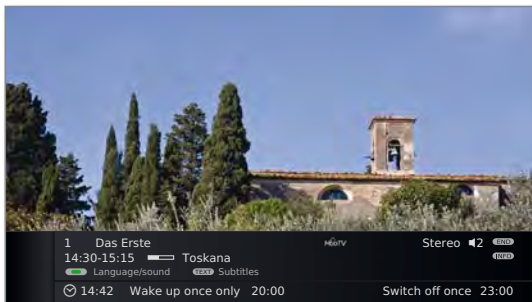 1 Das Erste HbbTV Stereo 2 END
14:30-15:15 Toskana INFO
Language/sound TEXT Subtitles
14:42 Wake up once only 20:00 Switch off once 23:00